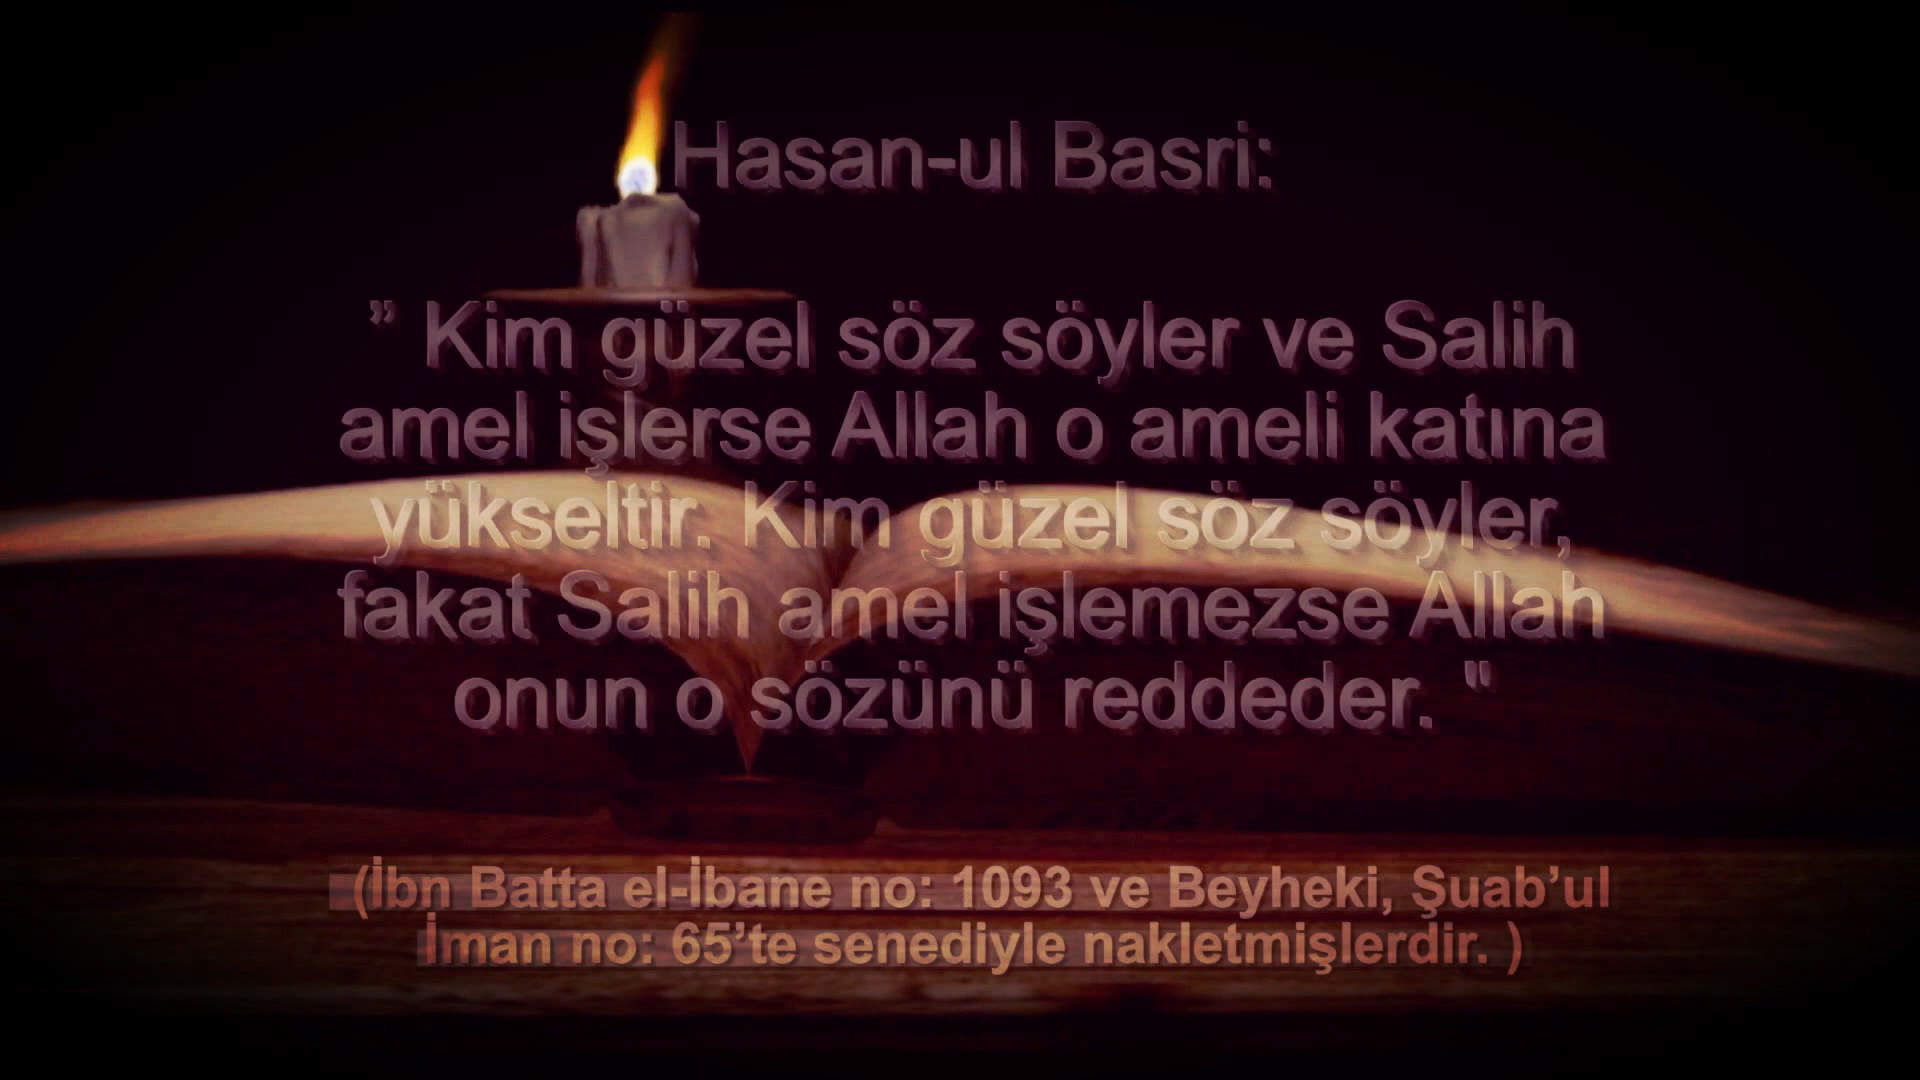 Hasan-ul Basri:
” Kim güzel söz söyler ve Salih
amel işlerse Allah o ameli katına
yükseltir. Kim güzel söz söyler,
fakat Salih amel işlemezse Allah
onun o sözünü reddeder. "
(İbn Batta el-İbane no: 1093 ve Beyheki, Şuab’ul
İman no: 65’te senediyle nakletmişlerdir. )